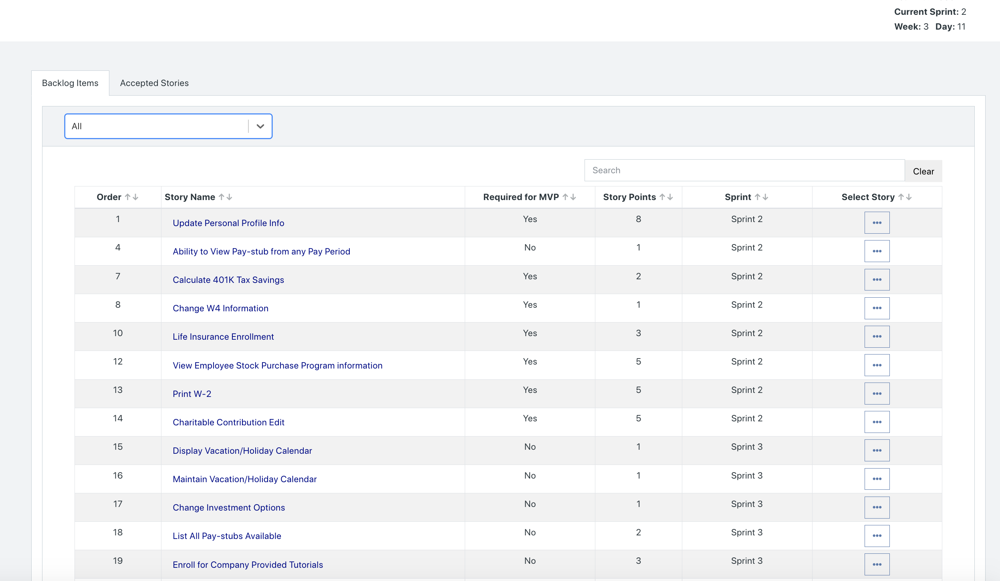 Current Sprint: 2
Week: 3 Day: 11
Backlog Items Accepted Stories
All
Search Clear
Order Story Name Required for MVP Story Points Sprint Select Story
1 Update Personal Profile Info Yes 8 Sprint 2
4 Ability to View Pay-stub from any Pay Period No 1 Sprint 2
7 Calculate 401K Tax Savings Yes 2 Sprint 2
8 Change W4 Information Yes 1 Sprint 2
10 Life Insurance Enrollment Yes 3 Sprint 2
12 View Employee Stock Purchase Program information Yes 5 Sprint 2
13 Print W-2 Yes 5 Sprint 2
14 Charitable Contribution Edit Yes 5 Sprint 2
15 Display Vacation/Holiday Calendar No 1 Sprint 3
16 Maintain Vacation/Holiday Calendar No 1 Sprint 3
17 Change Investment Options No 1 Sprint 3
18 List All Pay-stubs Available No 2 Sprint 3
19 Enroll for Company Provided Tutorials No 3 Sprint 3